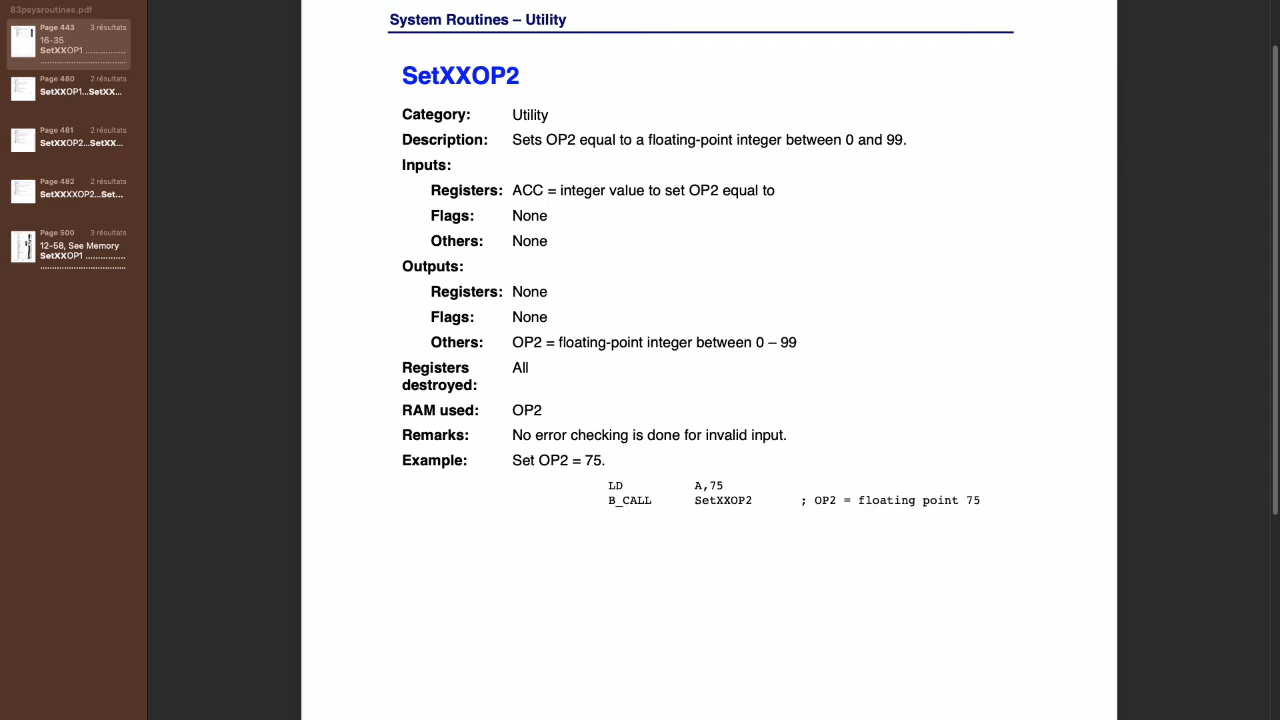 83psysroutines.pdf
Page 443 3 résultats
16-35
SetXXOP1 ................
..................................
Page 480 2 résultats
SetXXOP1...SetXX...
Page 481 2 résultats
SetXXOP2...SetXX...
Page 482 2 résultats
SetXXXXOP2...Set...
Page 500 3 résultats
12-58, See Memory
SetXXOP1 ................
..................................
System Routines – Utility
SetXXOP2
Category: Utility
Description: Sets OP2 equal to a floating-point integer between 0 and 99.
Inputs:
Registers: ACC = integer value to set OP2 equal to
Flags: None
Others: None
Outputs:
Registers: None
Flags: None
Others: OP2 = floating-point integer between 0 – 99
Registers All
destroyed:
RAM used: OP2
Remarks: No error checking is done for invalid input.
Example: Set OP2 = 75.
LD A,75
B_CALL SetXXOP2 ; OP2 = floating point 75